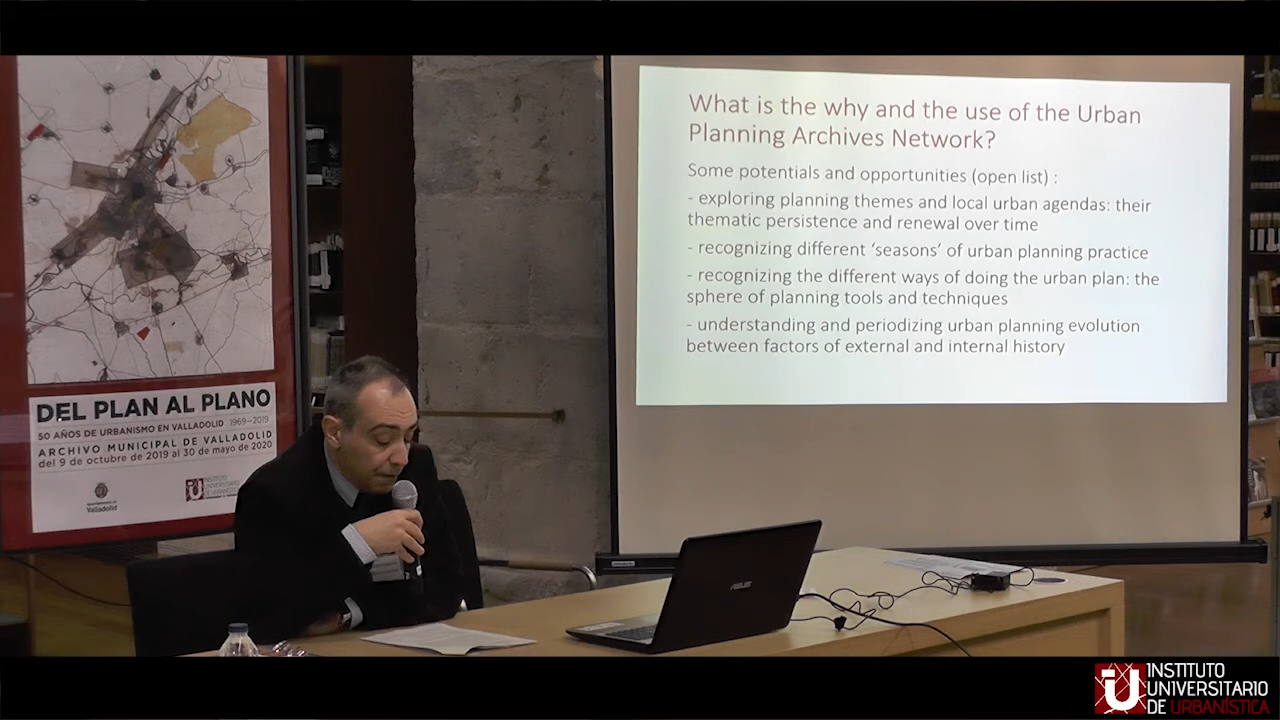 What is the why and the use of the Urban
Planning Archives Network?
Some potentials and opportunities (open list) :
- exploring planning themes and local urban agendas: their
thematic persistence and renewal over time
- recognizing different ‘seasons’ of urban planning practice
- recognizing the different ways of doing the urban plan: the
sphere of planning tools and techniques
- understanding and periodizing urban planning evolution
between factors of external and internal history
DEL PLAN AL PLANO
50 AÑOS DE URBANISMO EN VALLADOLID 1969–2019
ARCHIVO MUNICIPAL DE VALLADOLID
del 9 de octubre de 2019 al 30 de mayo de 2020
Valladolid
INSTITUTO
UNIVERSITARIO
DE URBANÍSTICA
ASUS
INSTITUTO
UNIVERSITARIO
DE URBANÍSTICA